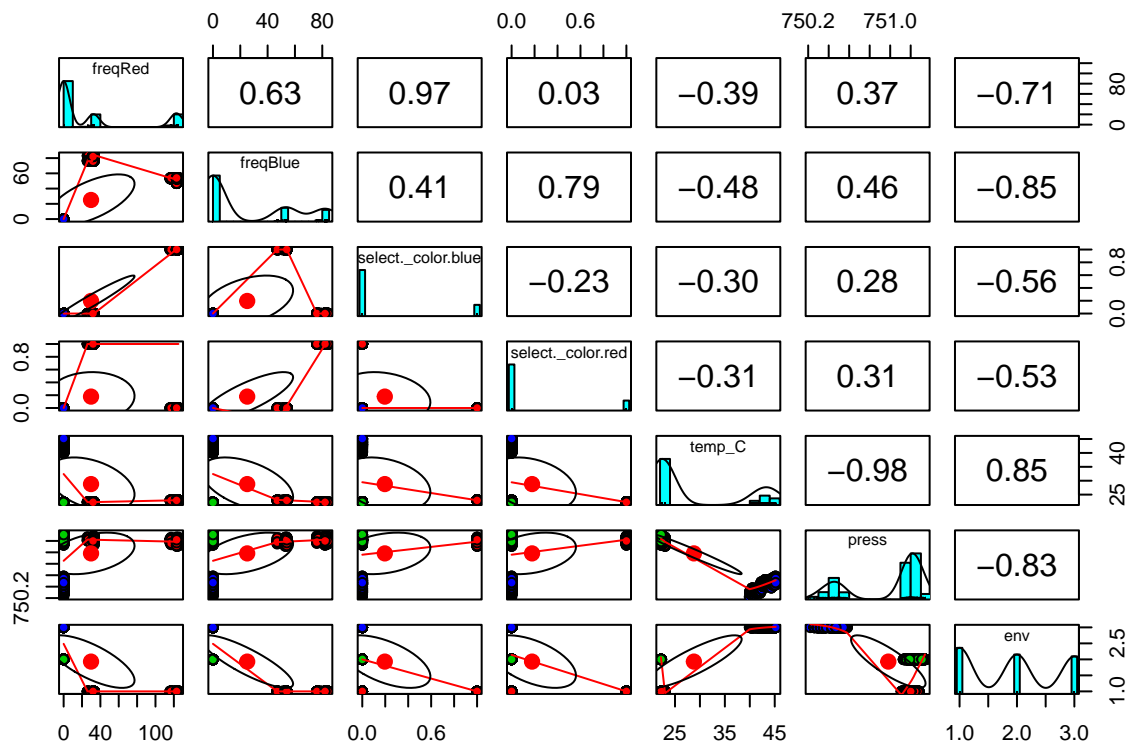 0 40 80 0.0 0.6 750.2 751.0
freqRed 0.63 0.97 0.03 −0.39 0.37 −0.71 0 80
0 60 freqBlue 0.41 0.79 −0.48 0.46 −0.85
select._color.blue −0.23 −0.30 0.28 −0.56 0.0 0.8
0.0 0.8 select._color.red −0.31 0.31 −0.53
temp_C −0.98 0.85 25 40
750.2 press −0.83
env 1.0 2.5
0 40 100 0.0 0.6 25 35 45 1.0 2.0 3.0